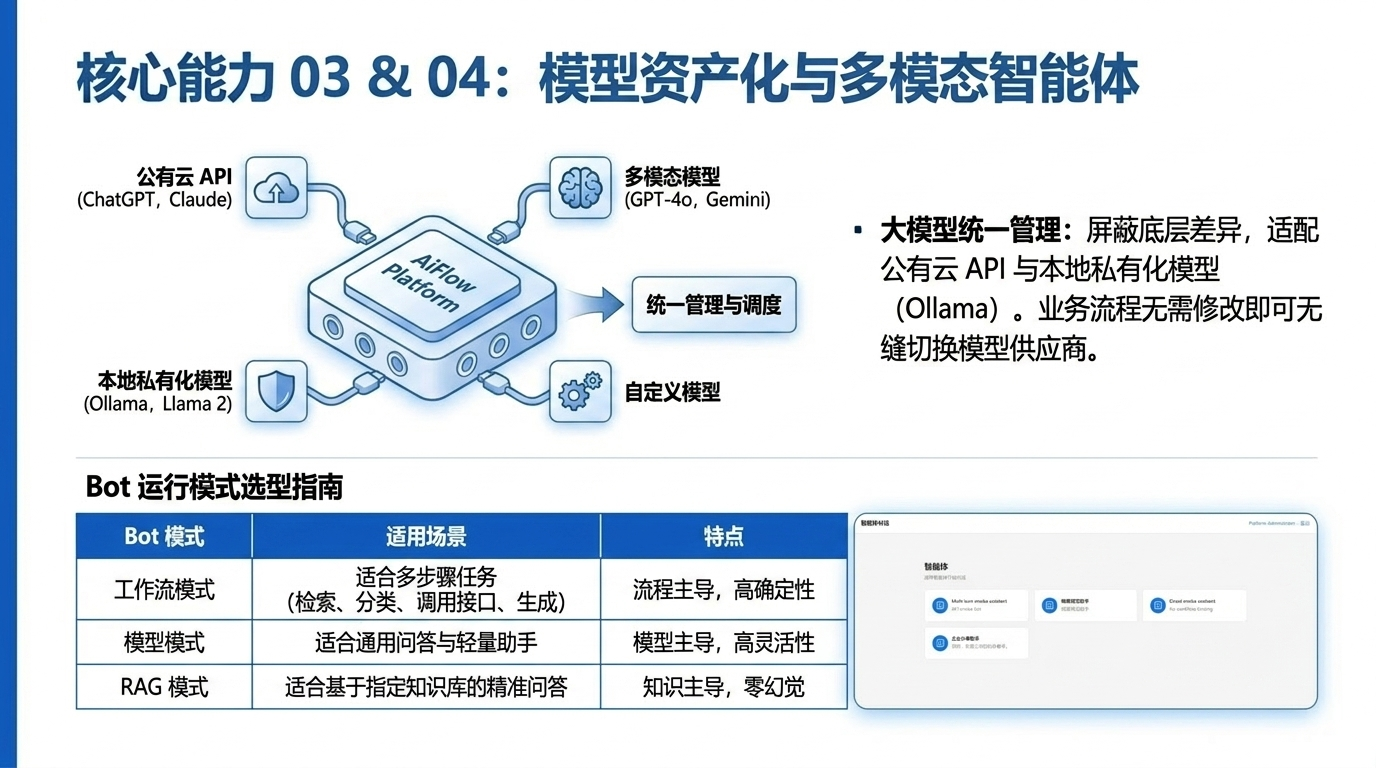 核心能力 03 & 04：模型资产化与多模态智能体
公有云 API
(ChatGPT, Claude)
多模态模型
(GPT-4o, Gemini)
AiFlow
Platform
统一管理与调度
本地私有化模型
(Ollama, Llama 2)
自定义模型
▪ 大模型统一管理：屏蔽底层差异，适配
公有云 API 与本地私有化模型
（Ollama）。业务流程无需修改即可无
缝切换模型供应商。
Bot 运行模式选型指南
Bot 模式
适用场景
特点
工作流模式
适合多步骤任务
（检索、分类、调用接口、生成）
流程主导，高确定性
模型模式
适合通用问答与轻量助手
模型主导，高灵活性
RAG 模式
适合基于指定知识库的精准问答
知识主导，零幻觉
Platform Administrator
智能体